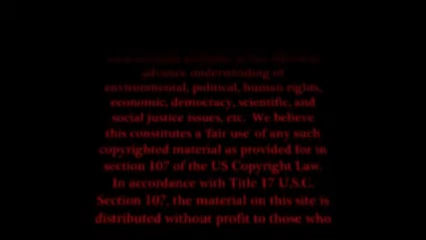 advance understanding of
environmental, political, human rights,
economic, democracy, scientific, and
social justice issues, etc. We believe
this constitutes a 'fair use' of any such
copyrighted material as provided for in
section 107 of the US Copyright Law.
In accordance with Title 17 U.S.C.
Section 107, the material on this site is
distributed without profit to those who